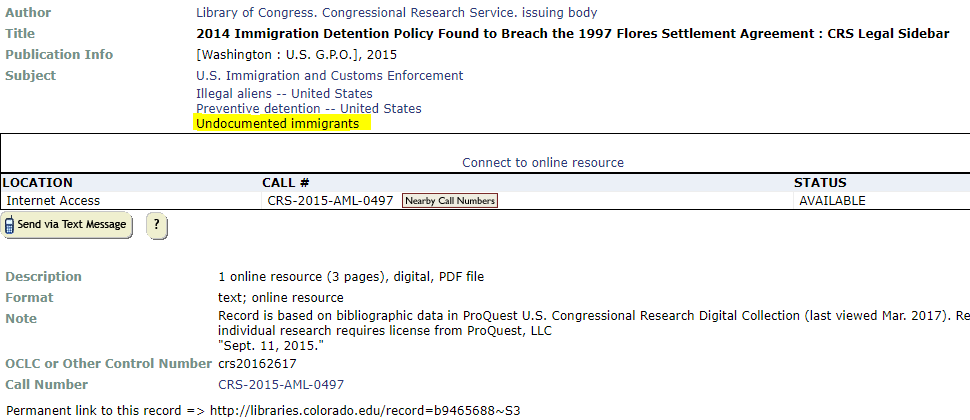 Author Library of Congress. Congressional Research Service. issuing body
Title 2014 Immigration Detention Policy Found to Breach the 1997 Flores Settlement Agreement : CRS Legal Sidebar
Publication Info [Washington : U.S. G.P.O.], 2015
Subject U.S. Immigration and Customs Enforcement
Illegal aliens -- United States
Preventive detention -- United States
Undocumented immigrants
Connect to online resource
LOCATION CALL # STATUS
Internet Access CRS-2015-AML-0497 Nearby Call Numbers AVAILABLE
Send via Text Message ?
Description 1 online resource (3 pages), digital, PDF file
Format text; online resource
Note Record is based on bibliographic data in ProQuest U.S. Congressional Research Digital Collection (last viewed Mar. 2017). Re
individual research requires license from ProQuest, LLC
"Sept. 11, 2015."
OCLC or Other Control Number crs20162617
Call Number CRS-2015-AML-0497
Permanent link to this record => http://libraries.colorado.edu/record=b9465688~S3